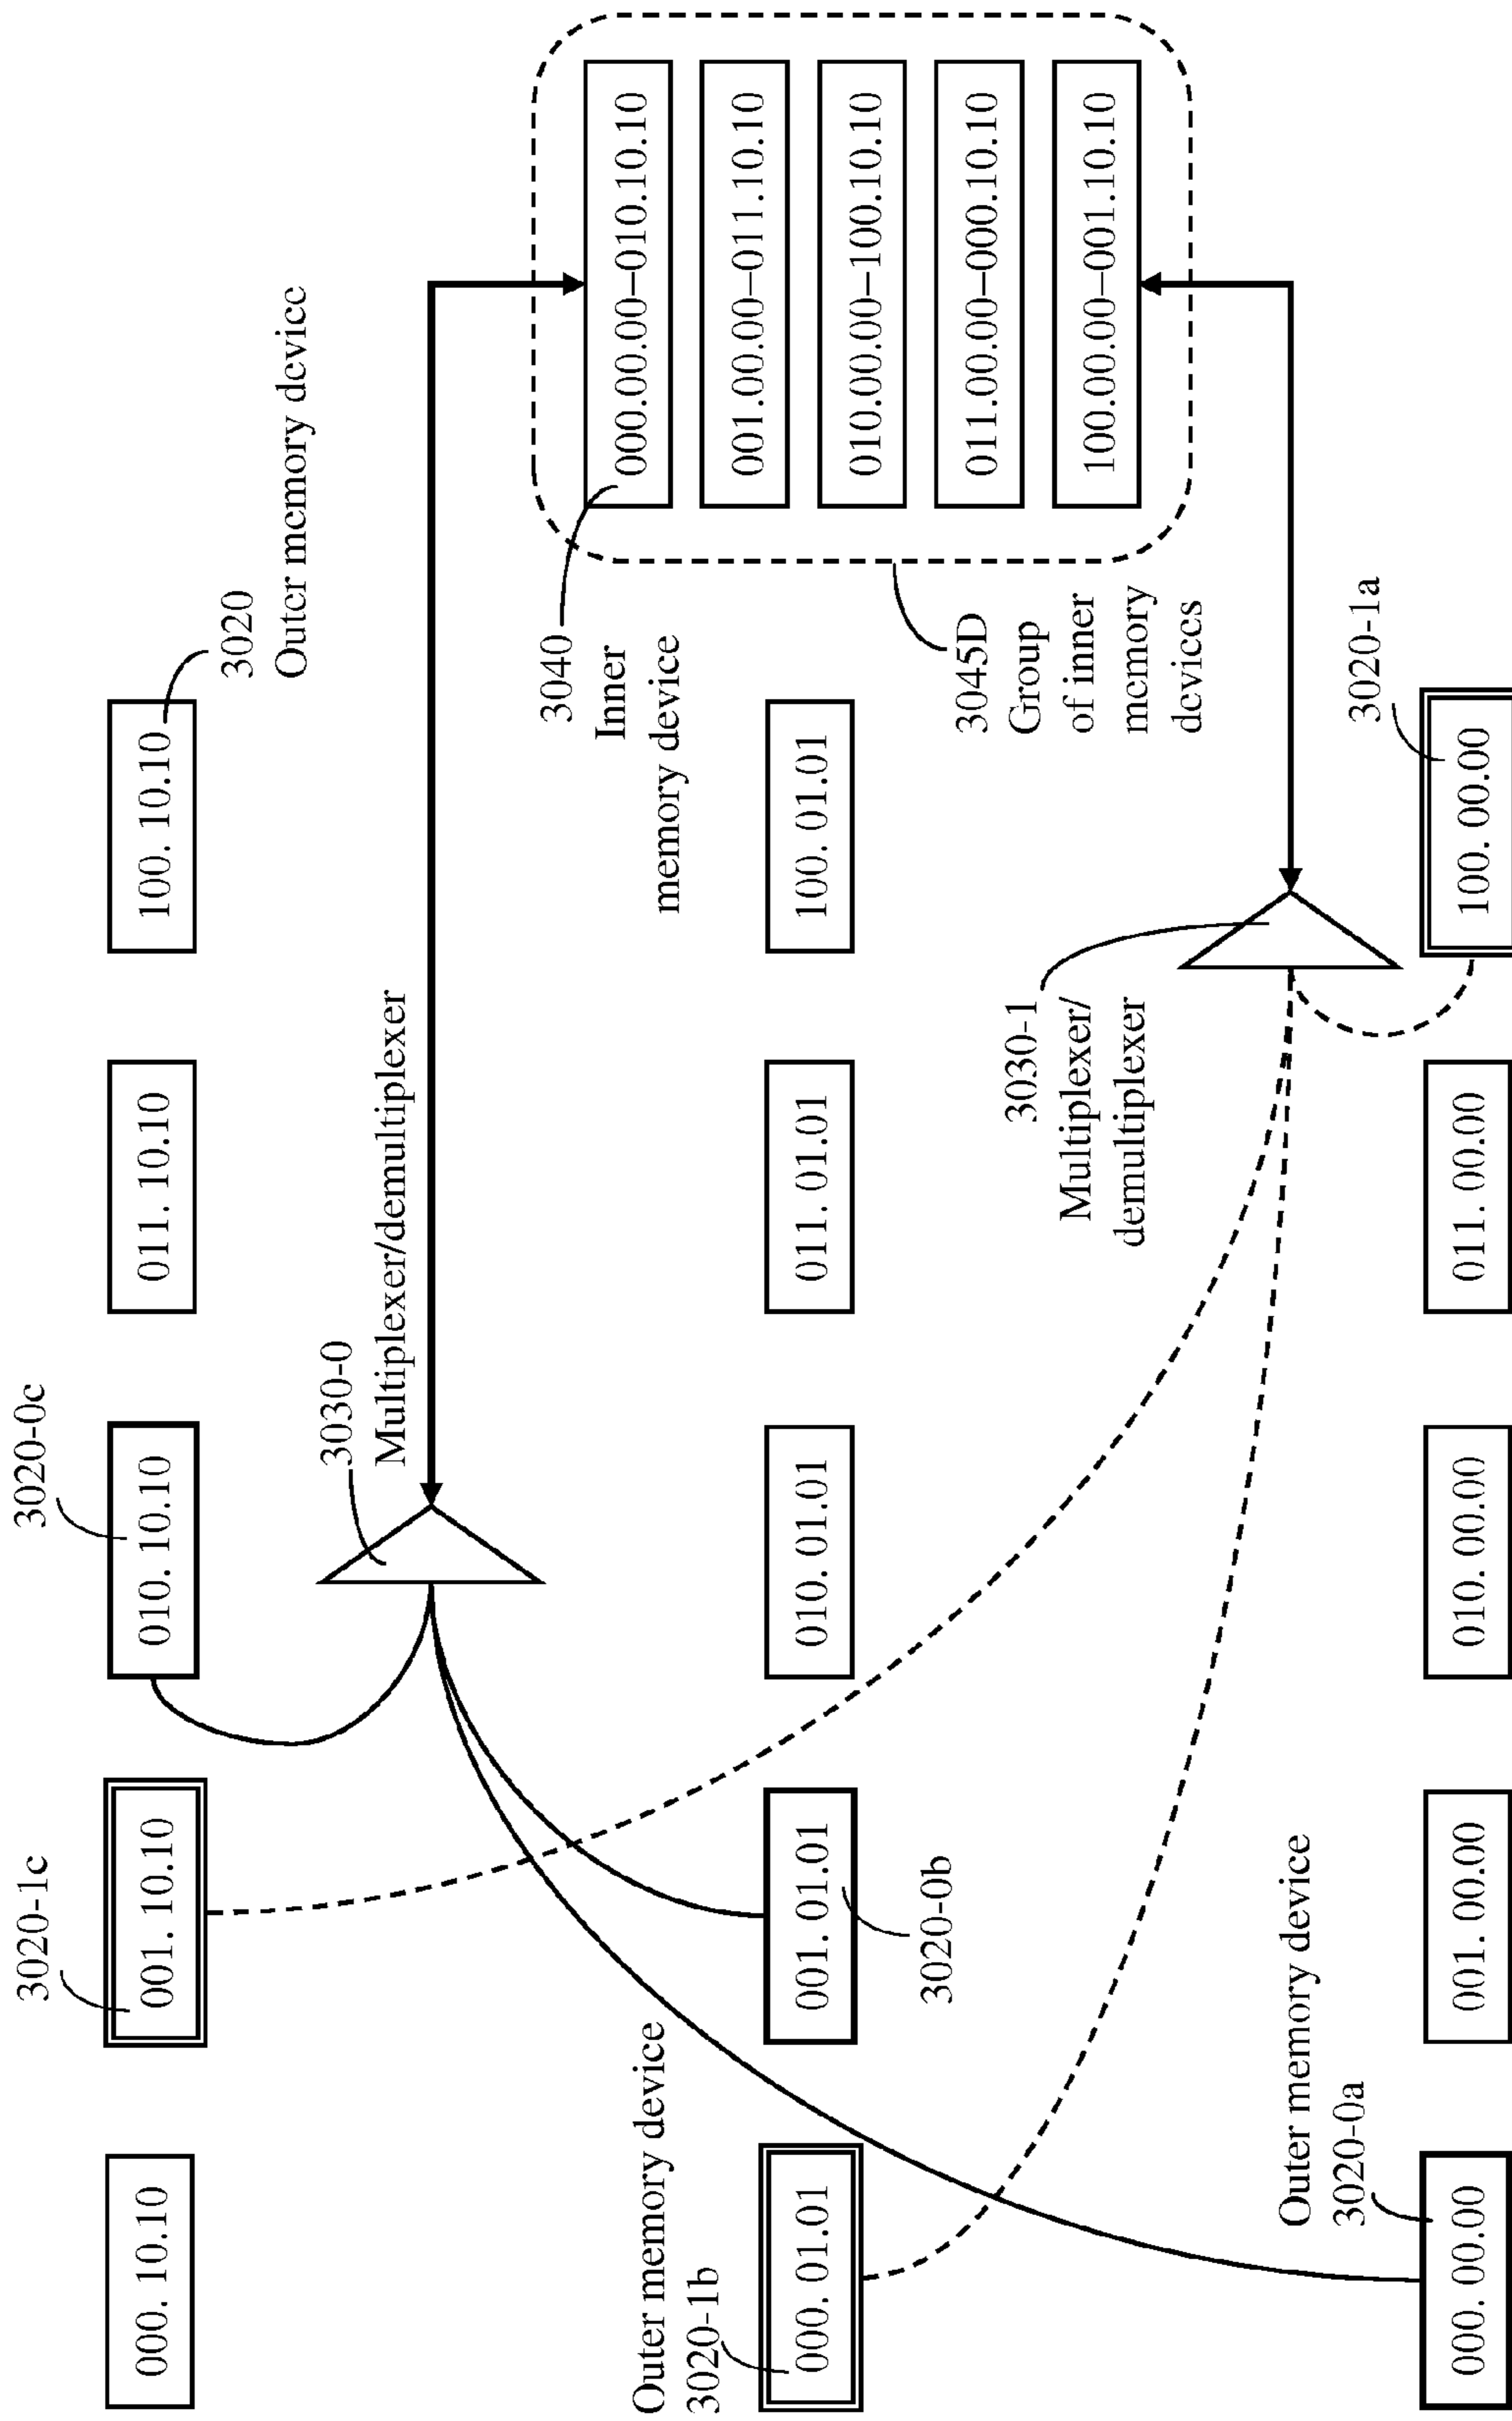 3020-1c
3020-0c
000. 10.10
001. 10.10
010. 10.10
011. 10.10
100. 10.10
3020
Outer memory device
3030-0
Multiplexer/demultiplexer
Outer memory device
3020-1b
000. 01.01
001. 01.01
010. 01.01
011. 01.01
100. 01.01
3020-0b
3040
Inner
memory device
000.00.00–010.10.10
001.00.00–011.10.10
010.00.00–100.10.10
011.00.00–000.10.10
100.00.00–001.10.10
3045D
Group
of inner
memory
devices
3030-1
Multiplexer/
demultiplexer
Outer memory device
3020-0a
3020-1a
000. 00.00
001. 00.00
010. 00.00
011. 00.00
100. 00.00